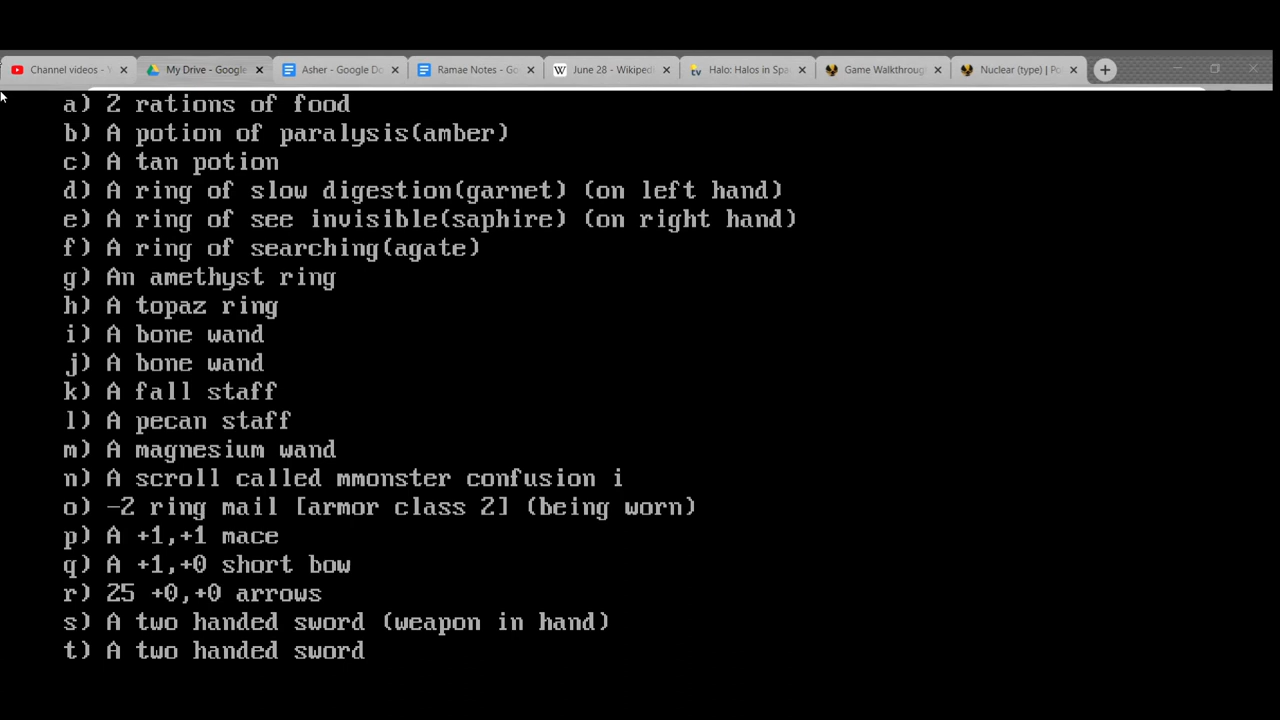 Channel videos - Y
My Drive - Google
Asher - Google Do
Ramae Notes - Go
June 28 - Wikiped
Halo: Halos in Spa
Game Walkthroug
Nuclear (type) | Po
a) 2 rations of food
b) A potion of paralysis(amber)
c) A tan potion
d) A ring of slow digestion(garnet) (on left hand)
e) A ring of see invisible(saphire) (on right hand)
f) A ring of searching(agate)
g) An amethyst ring
h) A topaz ring
i) A bone wand
j) A bone wand
k) A fall staff
l) A pecan staff
m) A magnesium wand
n) A scroll called mmonster confusion i
o) -2 ring mail [armor class 2] (being worn)
p) A +1,+1 mace
q) A +1,+0 short bow
r) 25 +0,+0 arrows
s) A two handed sword (weapon in hand)
t) A two handed sword